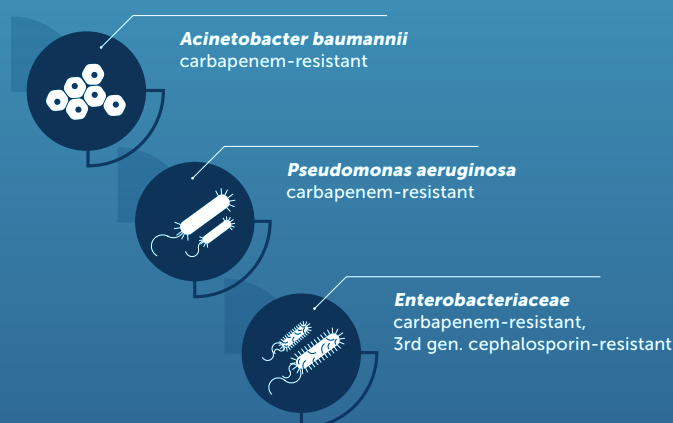 Acinetobacter baumannii
carbapenem-resistant
Pseudomonas aeruginosa
carbapenem-resistant
Enterobacteriaceae
carbapenem-resistant,
3rd gen. cephalosporin-resistant